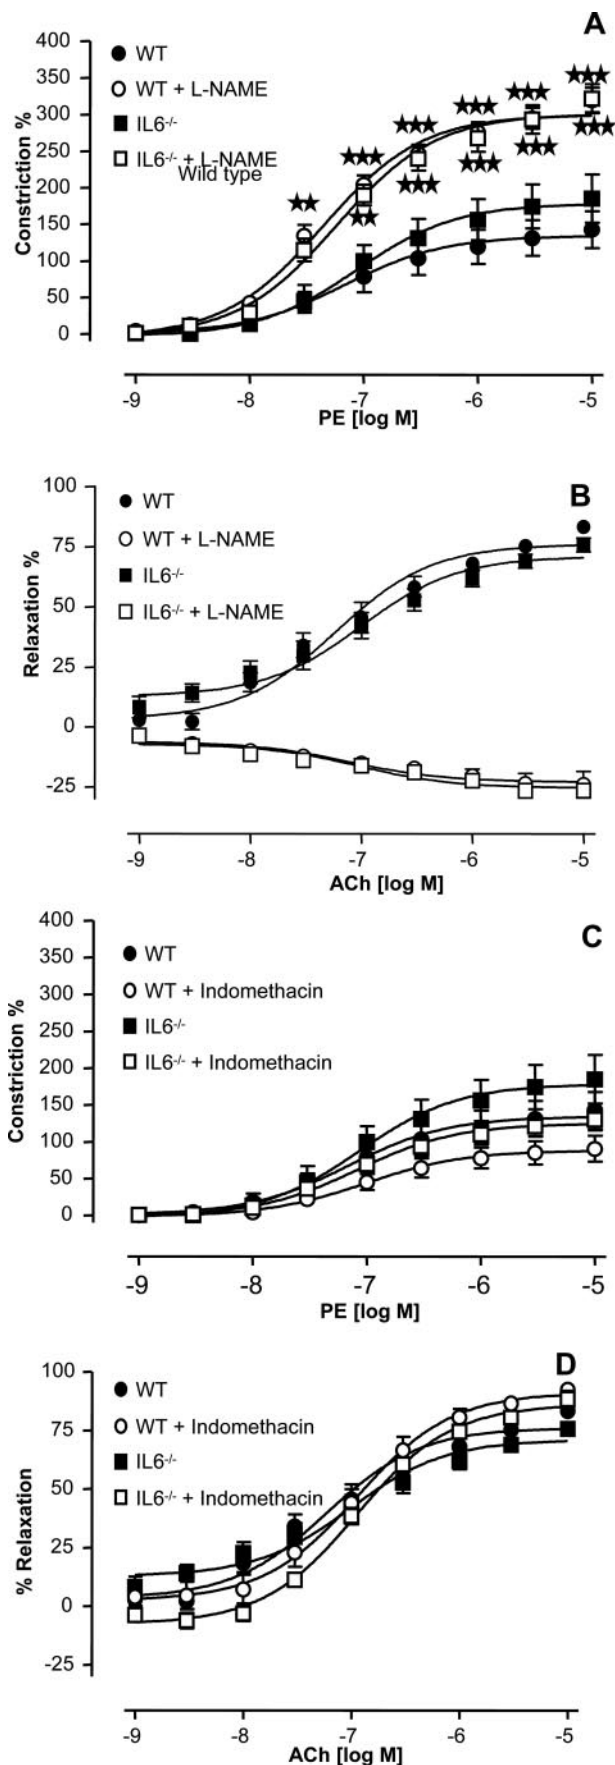 A
400
350
300
250
200
150
100
50
0
Constriction %
WT
WT + L-NAME
IL6-/-
IL6-/- + L-NAME
Wild type
★★★
★★★
★★★
★★★
★★★
★★
★★★
★★★
★★★
★★★
★★
-9 -8 -7 -6 -5
PE [log M]
B
100
75
50
25
0
-25
Relaxation %
WT
WT + L-NAME
IL6-/-
IL6-/- + L-NAME
-9 -8 -7 -6 -5
ACh [log M]
C
400
350
300
250
200
150
100
50
0
Constriction %
WT
WT + Indomethacin
IL6-/-
IL6-/- + Indomethacin
-9 -8 -7 -6 -5
PE [log M]
D
100
75
50
25
0
-25
% Relaxation
WT
WT + Indomethacin
IL6-/-
IL6-/- + Indomethacin
-9 -8 -7 -6 -5
ACh [log M]